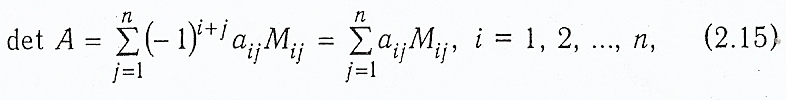 det A = \sum_{j=1}^{n} (-1)^{i+j} a_{ij} M_{ij} = \sum_{j=1}^{n} a_{ij} M_{ij}, i = 1, 2, ..., n, (2.15)